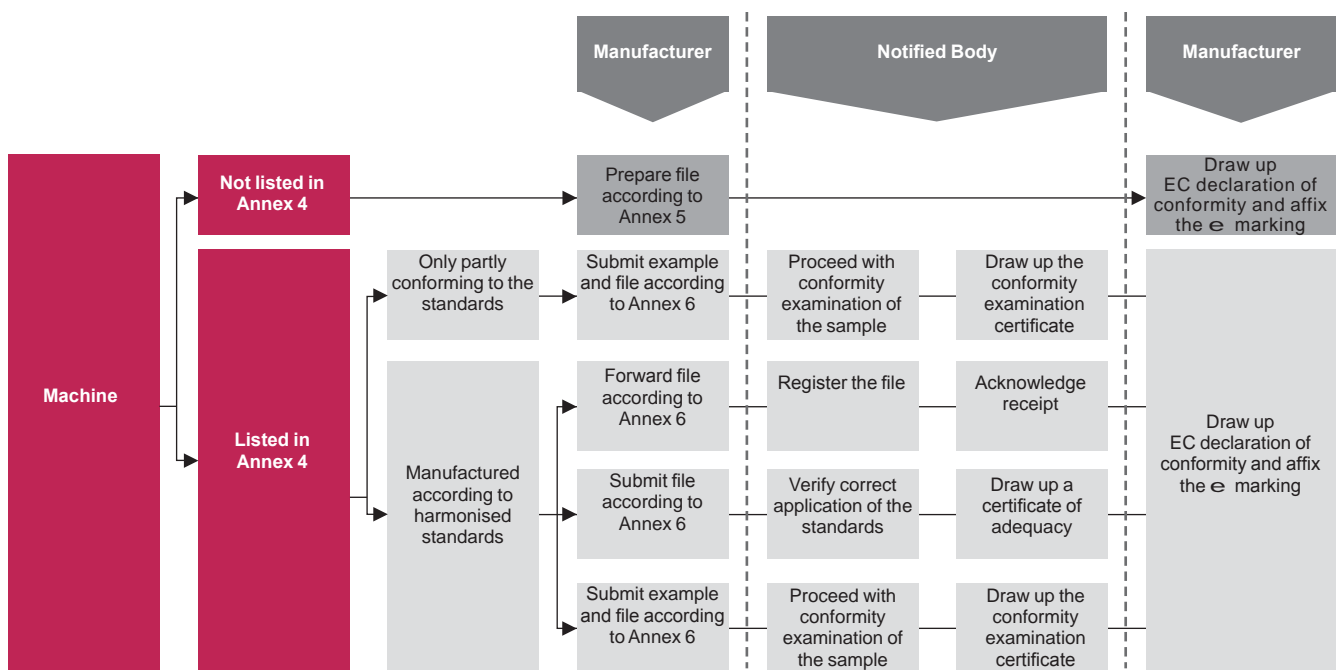 Manufacturer
Notified Body
Manufacturer
Machine
Not listed in
Annex 4
Prepare file
according to
Annex 5
Draw up
EC declaration of
conformity and affix
the e marking
Listed in
Annex 4
Only partly
conforming to the
standards
Submit example
and file according
to Annex 6
Proceed with
conformity
examination of
the sample
Draw up the
conformity
examination
certificate
Manufactured
according to
harmonised
standards
Forward file
according to
Annex 6
Register the file
Acknowledge
receipt
Submit file
according to
Annex 6
Verify correct
application of the
standards
Draw up a
certificate of
adequacy
Submit example
and file according
to Annex 6
Proceed with
conformity
examination of
the sample
Draw up the
conformity
examination
certificate
Draw up
EC declaration of
conformity and affix
the e marking